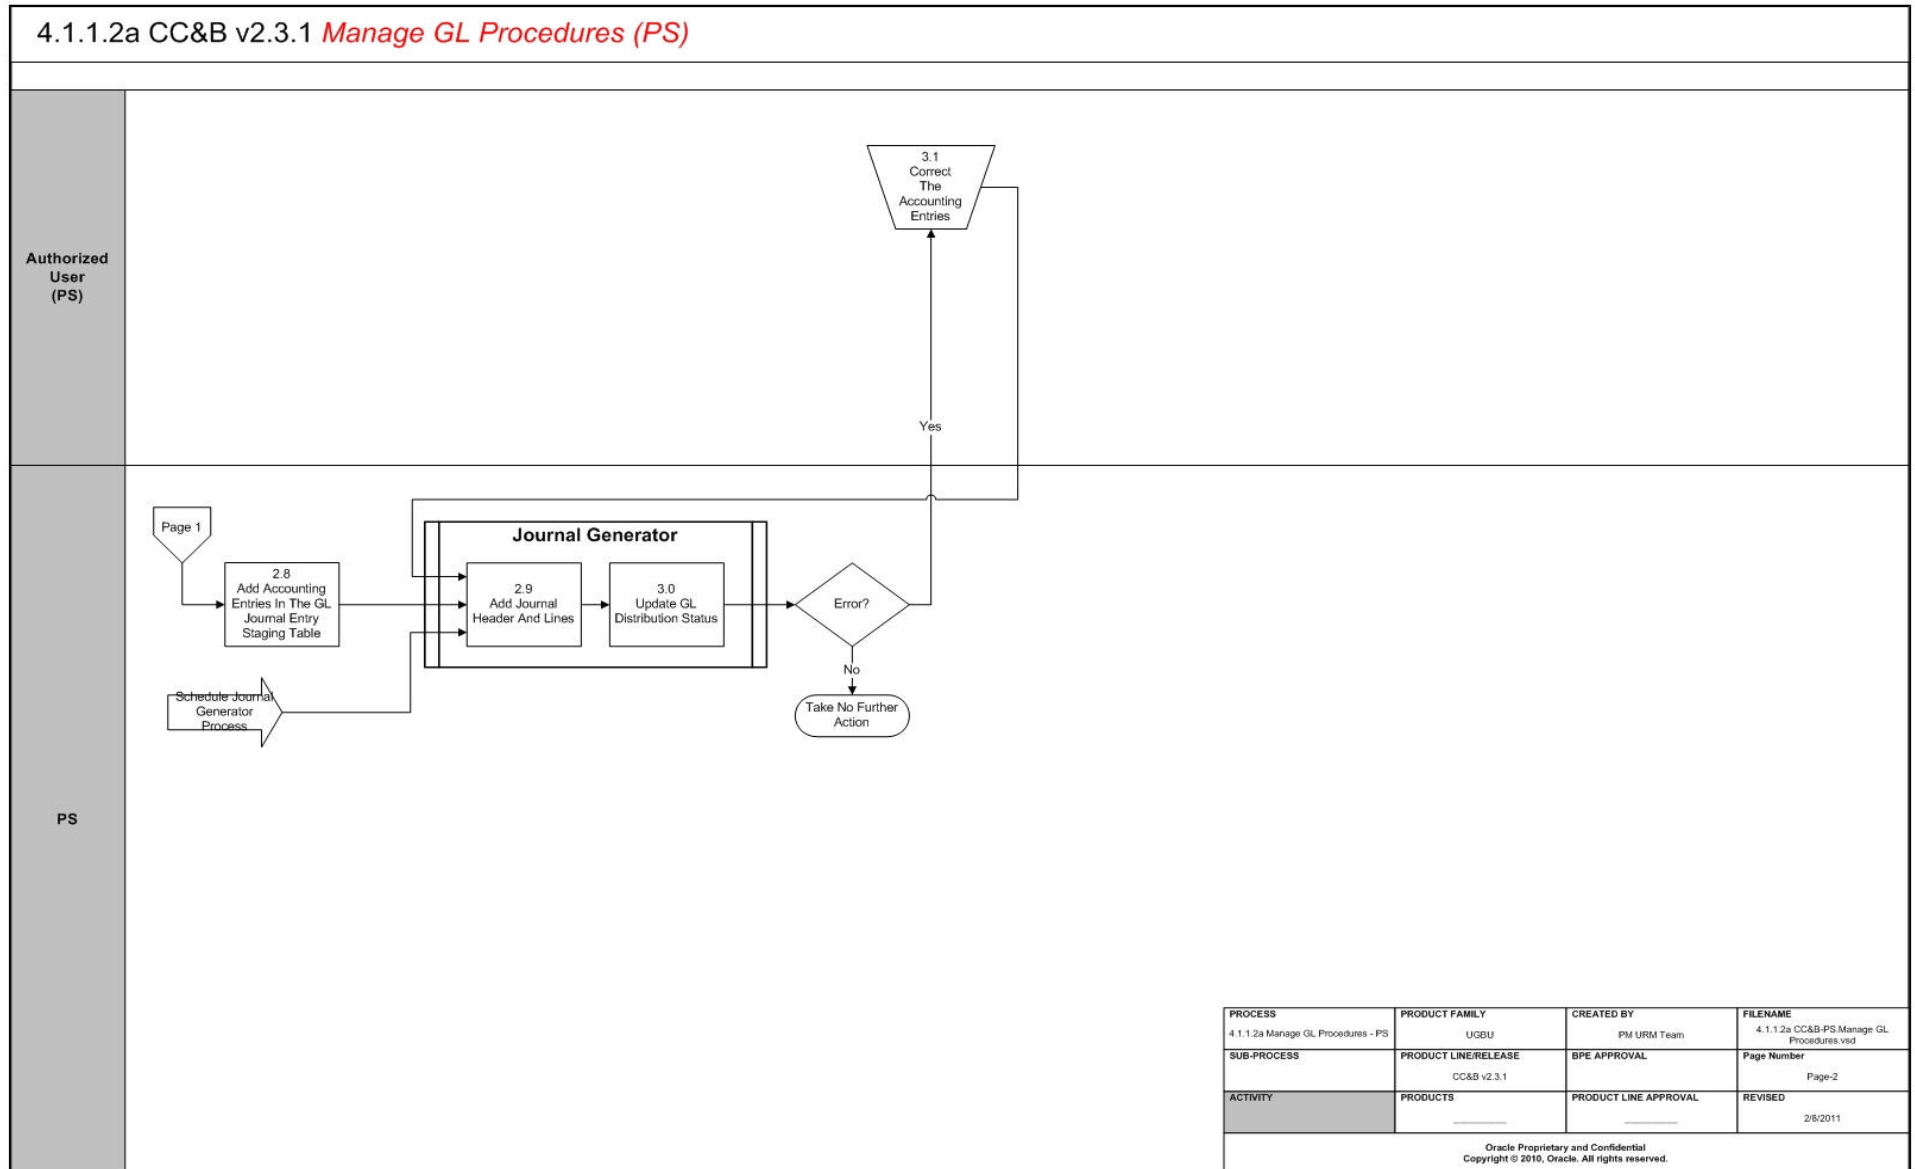 4.1.1.2a CC&B v2.3.1 Manage GL Procedures (PS)
Authorized
User
(PS)
3.1
Correct
The
Accounting
Entries
Yes
PS
Page 1
2.8
Add Accounting
Entries In The GL
Journal Entry
Staging Table
Schedule Journal
Generator
Process
Journal Generator
2.9
Add Journal
Header And Lines
3.0
Update GL
Distribution Status
Error?
No
Take No Further
Action
PROCESS
4.1.1.2a Manage GL Procedures - PS
PRODUCT FAMILY
UGBU
CREATED BY
PM URM Team
FILENAME
4.1.1.2a CC&B-PS.Manage GL
Procedures.vsd
SUB-PROCESS
PRODUCT LINE/RELEASE
CC&B v2.3.1
BPE APPROVAL
Page Number
Page-2
ACTIVITY
PRODUCTS
PRODUCT LINE APPROVAL
REVISED
2/8/2011
Oracle Proprietary and Confidential
Copyright © 2010, Oracle. All rights reserved.